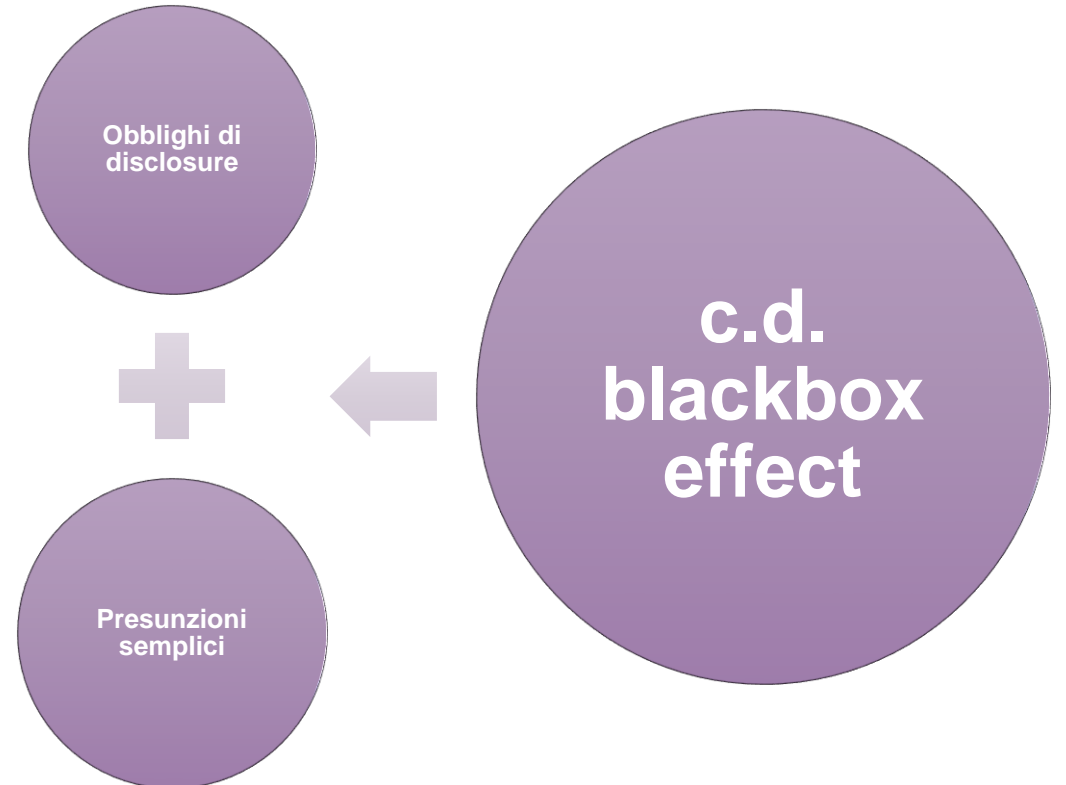 Obblighi di
disclosure
c.d.
blackbox
effect
Presunzioni
semplici